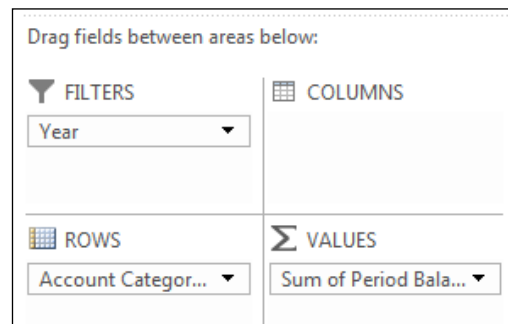 Drag fields between areas below:
FILTERS
COLUMNS
Year
ROWS
VALUES
Account Categor...
Sum of Period Bala...